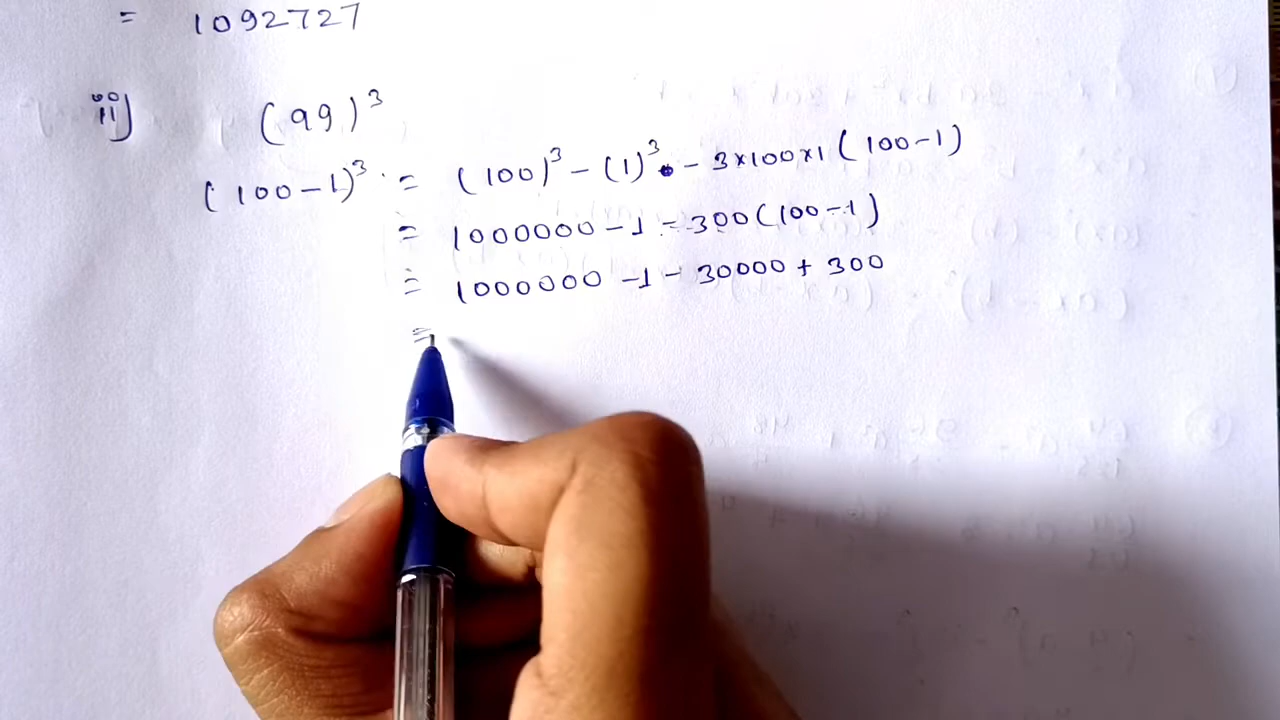 = 1092727
ii) (99)³
(100-1)³ = (100)³ - (1)³ - 3×100×1 (100-1)
= 1000000 - 1 - 300(100-1)
= 1000000 - 1 - 30000 + 300
=